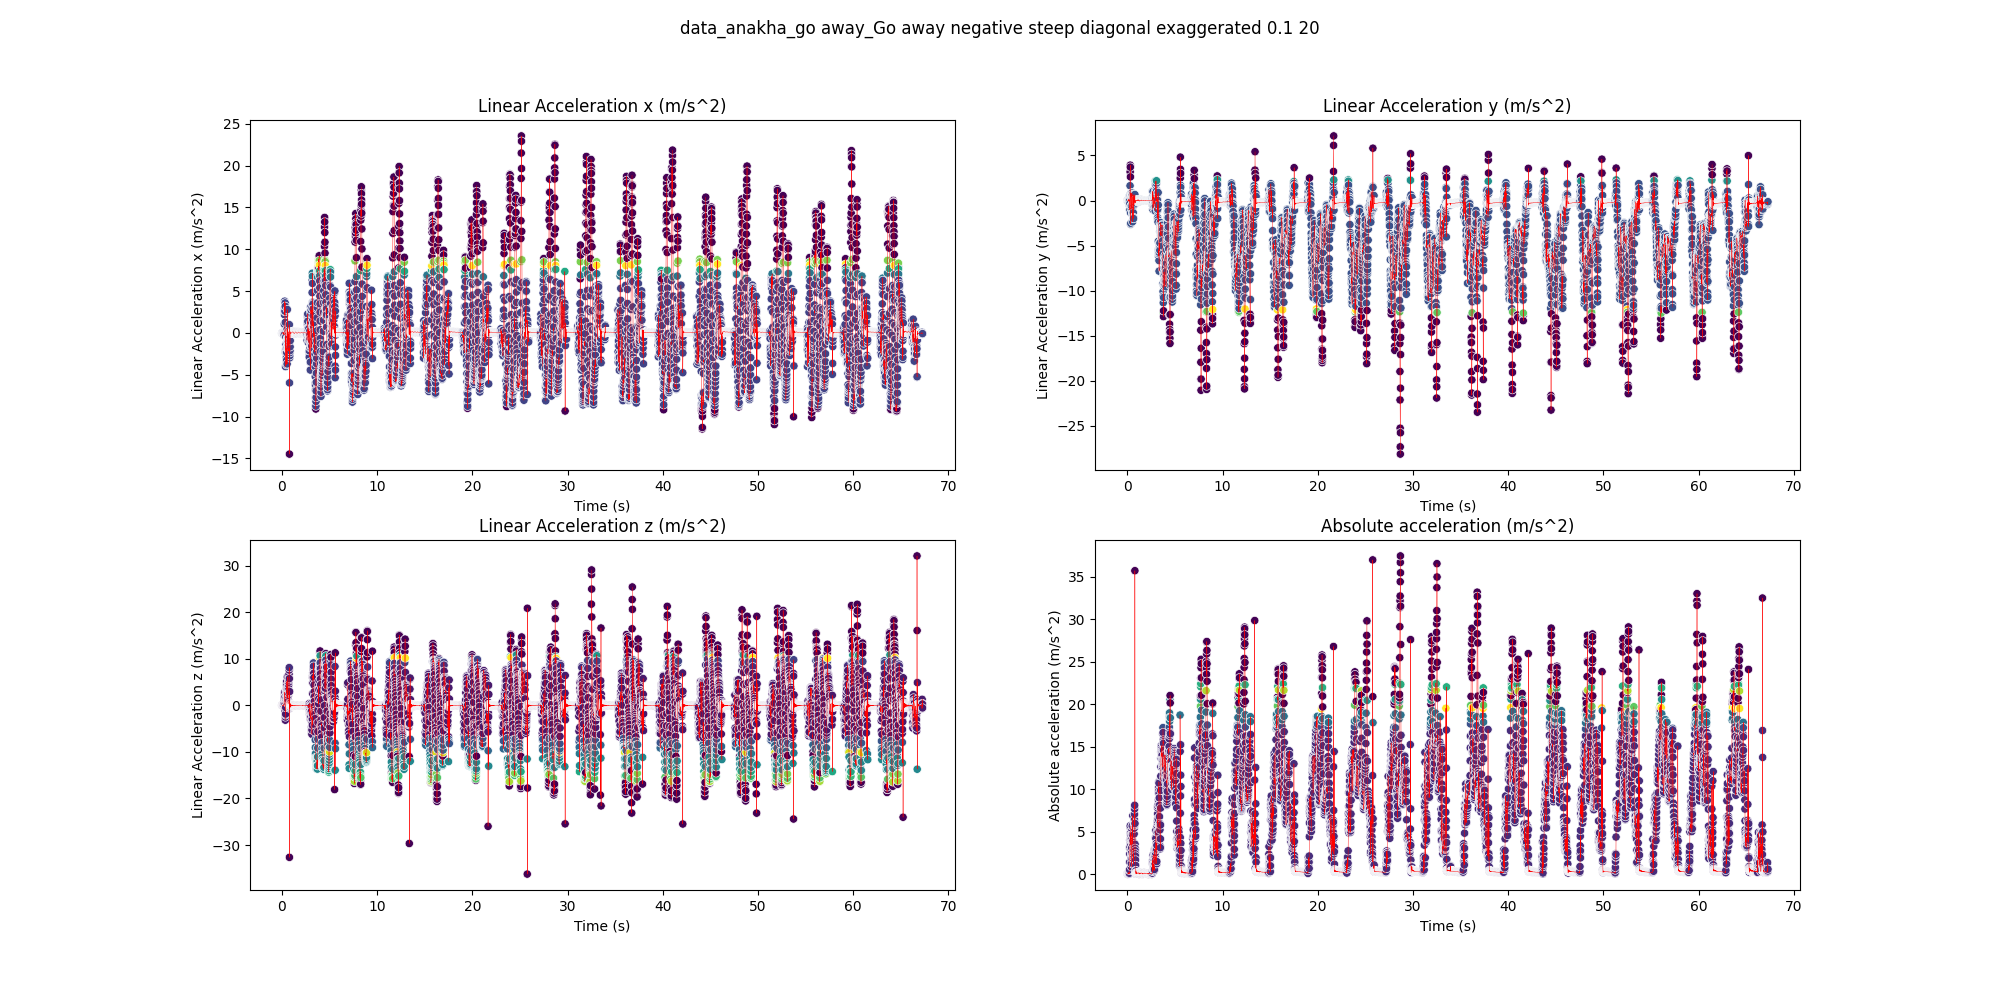 data_anakha_go away_Go away negative steep diagonal exaggerated 0.1 20
Linear Acceleration x (m/s^2)
Linear Acceleration x (m/s^2)
25
20
15
10
5
0
−5
−10
−15
0 10 20 30 40 50 60 70
Time (s)
Linear Acceleration y (m/s^2)
Linear Acceleration y (m/s^2)
5
0
−5
−10
−15
−20
−25
0 10 20 30 40 50 60 70
Time (s)
Linear Acceleration z (m/s^2)
Linear Acceleration z (m/s^2)
30
20
10
0
−10
−20
−30
0 10 20 30 40 50 60 70
Time (s)
Absolute acceleration (m/s^2)
Absolute acceleration (m/s^2)
35
30
25
20
15
10
5
0
0 10 20 30 40 50 60 70
Time (s)